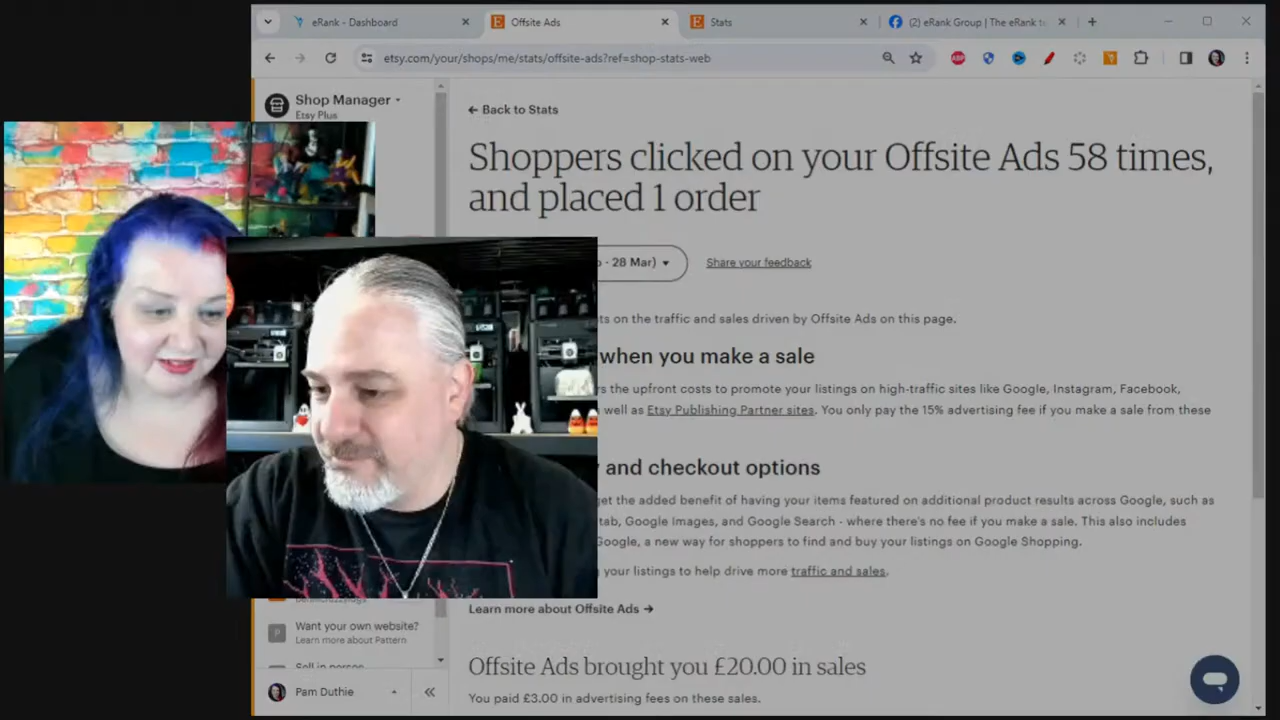 eRank - Dashboard
Offsite Ads
Stats
(2) eRank Group | The eRank t
etsy.com/your/shops/me/stats/offsite-ads?ref=shop-stats-web
ABP
Shop Manager
Etsy Plus
← Back to Stats
Shoppers clicked on your Offsite Ads 58 times,
and placed 1 order
· 28 Mar)
Share your feedback
ts on the traffic and sales driven by Offsite Ads on this page.
when you make a sale
s the upfront costs to promote your listings on high-traffic sites like Google, Instagram, Facebook,
well as Etsy Publishing Partner sites. You only pay the 15% advertising fee if you make a sale from these
and checkout options
get the added benefit of having your items featured on additional product results across Google, such as
tab, Google Images, and Google Search - where there's no fee if you make a sale. This also includes
Google, a new way for shoppers to find and buy your listings on Google Shopping.
your listings to help drive more traffic and sales.
Learn more about Offsite Ads →
P
Want your own website?
Learn more about Pattern
Sell in person
Offsite Ads brought you £20.00 in sales
You paid £3.00 in advertising fees on these sales.
Pam Duthie